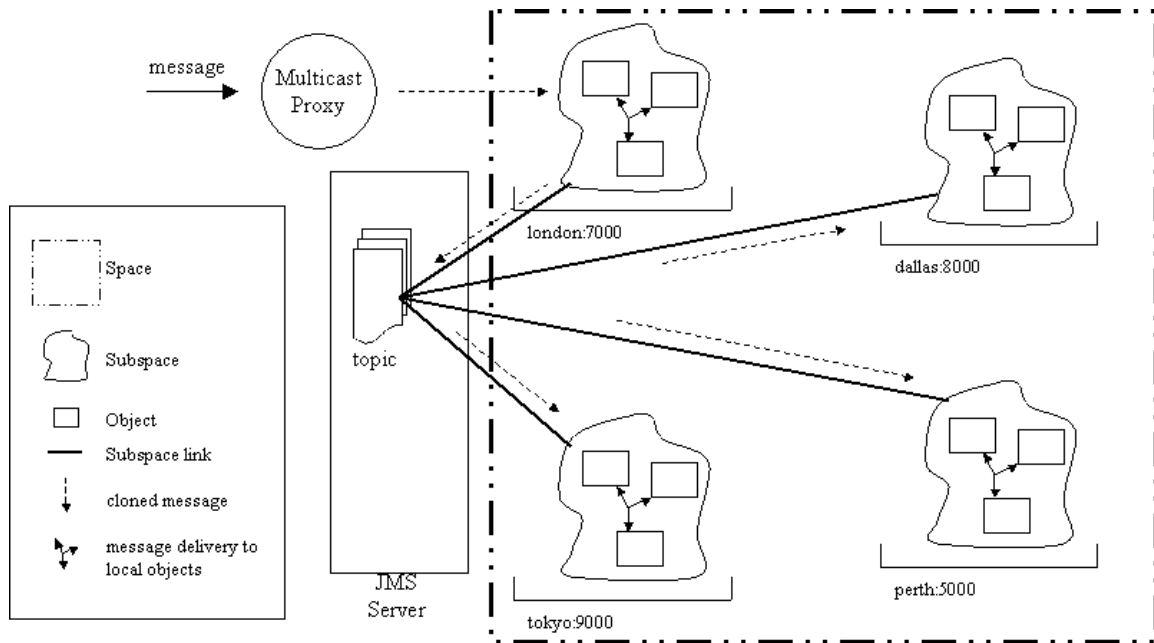 message
Multicast
Proxy
london:7000
dallas:8000
Space
Subspace
topic
Object
Subspace link
cloned message
message delivery to
local objects
JMS
Server
tokyo:9000
perth:5000